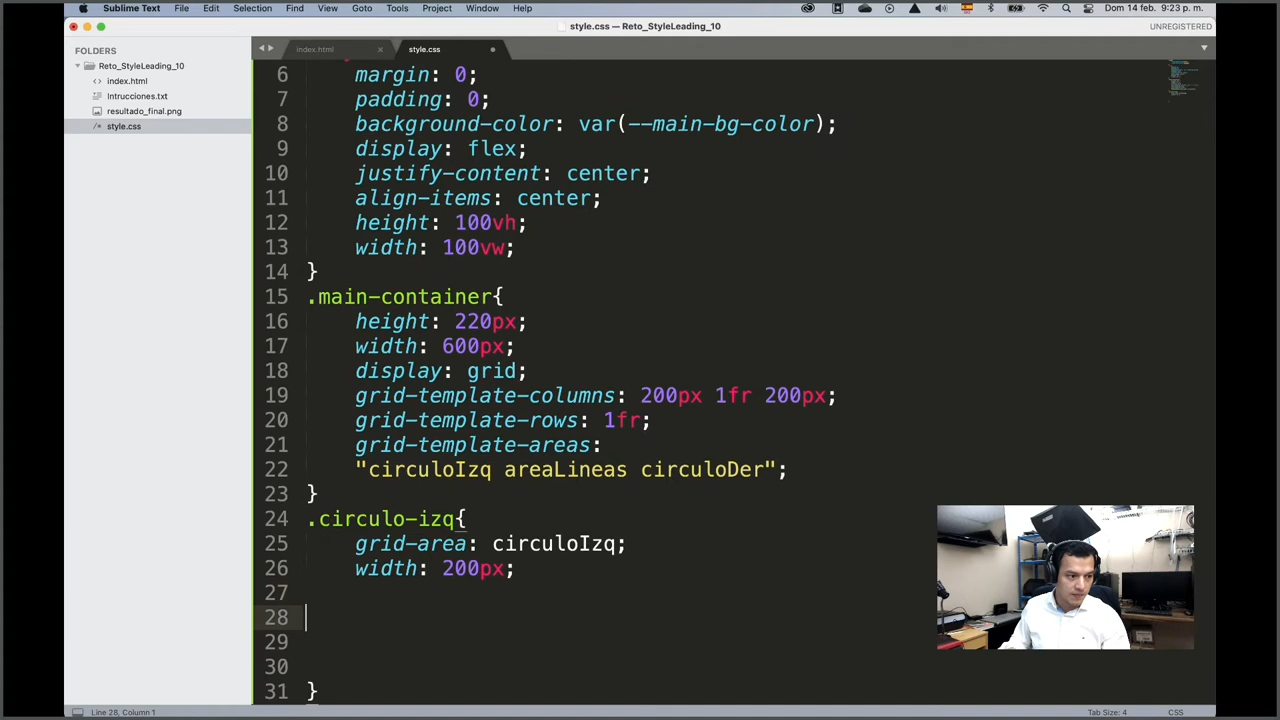 Sublime Text File Edit Selection Find View Goto Tools Project Window Help Dom 14 feb. 9:23 p. m.
style.css — Reto_StyleLeading_10 UNREGISTERED
FOLDERS
Reto_StyleLeading_10
<> index.html
Intrucciones.txt
resultado_final.png
/* style.css
index.html × style.css
6 margin: 0;
7 padding: 0;
8 background-color: var(--main-bg-color);
9 display: flex;
10 justify-content: center;
11 align-items: center;
12 height: 100vh;
13 width: 100vw;
14 }
15 .main-container{
16 height: 220px;
17 width: 600px;
18 display: grid;
19 grid-template-columns: 200px 1fr 200px;
20 grid-template-rows: 1fr;
21 grid-template-areas:
22 "circuloIzq areaLineas circuloDer";
23 }
24 .circulo-izq{
25 grid-area: circuloIzq;
26 width: 200px;
27
28
29
30
31 }
Line 28, Column 1 Tab Size: 4 CSS